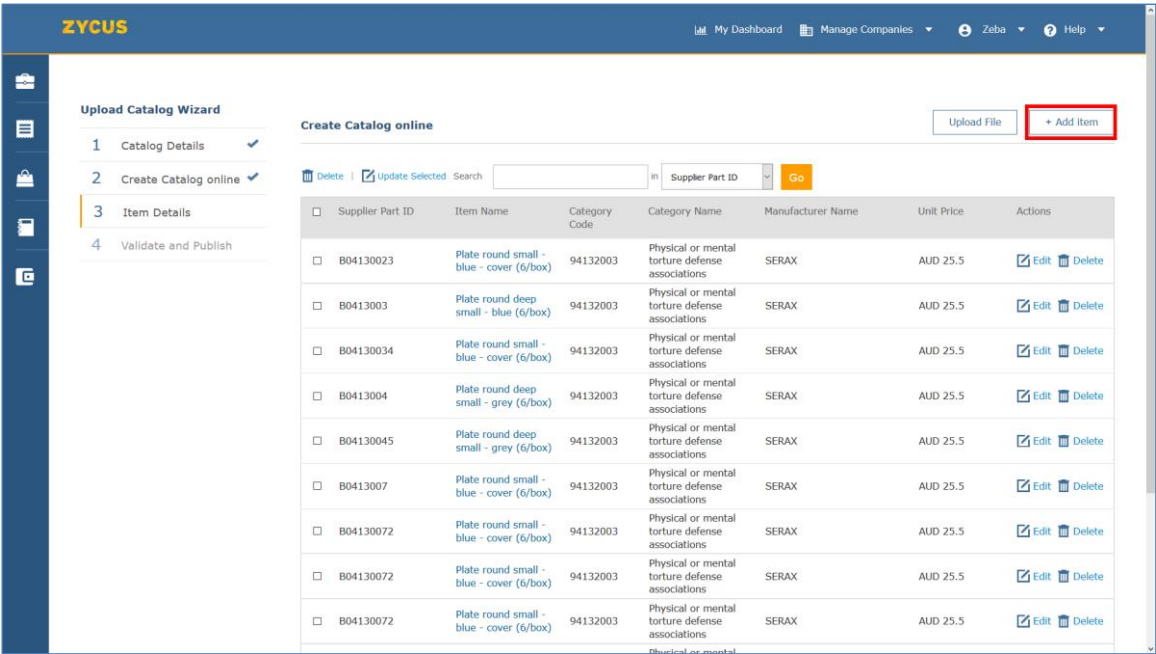 ZYCUS
My Dashboard Manage Companies Zeba Help
Upload Catalog Wizard
1 Catalog Details
2 Create Catalog online
3 Item Details
4 Validate and Publish
Create Catalog online
Upload File
+ Add item
Delete | Update Selected Search in Supplier Part ID Go
Supplier Part ID Item Name Category Code Category Name Manufacturer Name Unit Price Actions
B04130023 Plate round small - blue - cover (6/box) 94132003 Physical or mental torture defense associations SERAX AUD 25.5 Edit Delete
B0413003 Plate round deep small - blue (6/box) 94132003 Physical or mental torture defense associations SERAX AUD 25.5 Edit Delete
B04130034 Plate round small - blue - cover (6/box) 94132003 Physical or mental torture defense associations SERAX AUD 25.5 Edit Delete
B0413004 Plate round deep small - grey (6/box) 94132003 Physical or mental torture defense associations SERAX AUD 25.5 Edit Delete
B04130045 Plate round deep small - grey (6/box) 94132003 Physical or mental torture defense associations SERAX AUD 25.5 Edit Delete
B0413007 Plate round small - blue - cover (6/box) 94132003 Physical or mental torture defense associations SERAX AUD 25.5 Edit Delete
B04130072 Plate round small - blue - cover (6/box) 94132003 Physical or mental torture defense associations SERAX AUD 25.5 Edit Delete
B04130072 Plate round small - blue - cover (6/box) 94132003 Physical or mental torture defense associations SERAX AUD 25.5 Edit Delete
B04130072 Plate round small - blue - cover (6/box) 94132003 Physical or mental torture defense associations SERAX AUD 25.5 Edit Delete
Physical or mental